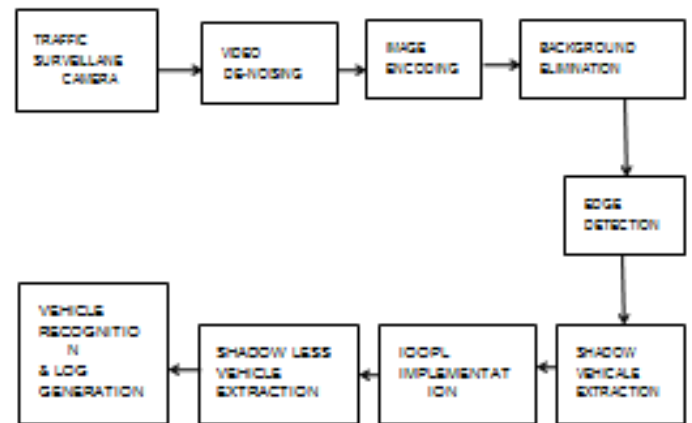 TRAFFIC
SURVEILLANE
CAMERA
VIDEO
DE-NOISING
IMAGE
ENCODING
BACKGROUND
ELIMINATION
EDGE
DETECTION
SHADOW
VEHICALE
EXTRACTION
IOOPL
IMPLEMENTAT
ION
SHADOW LESS
VEHICLE
EXTRACTION
VEHICLE
RECOGNITIO
N
& LOG
GENERATION